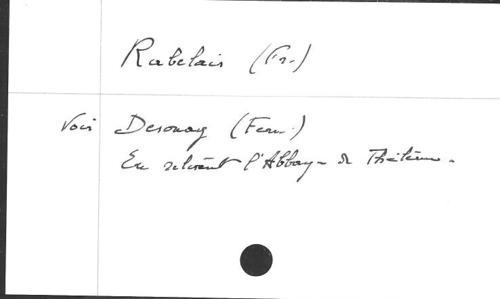 Rabelais (Fr.)
Voir Desonay (Fern.)
En relisant l'Abbaye de Thélème.